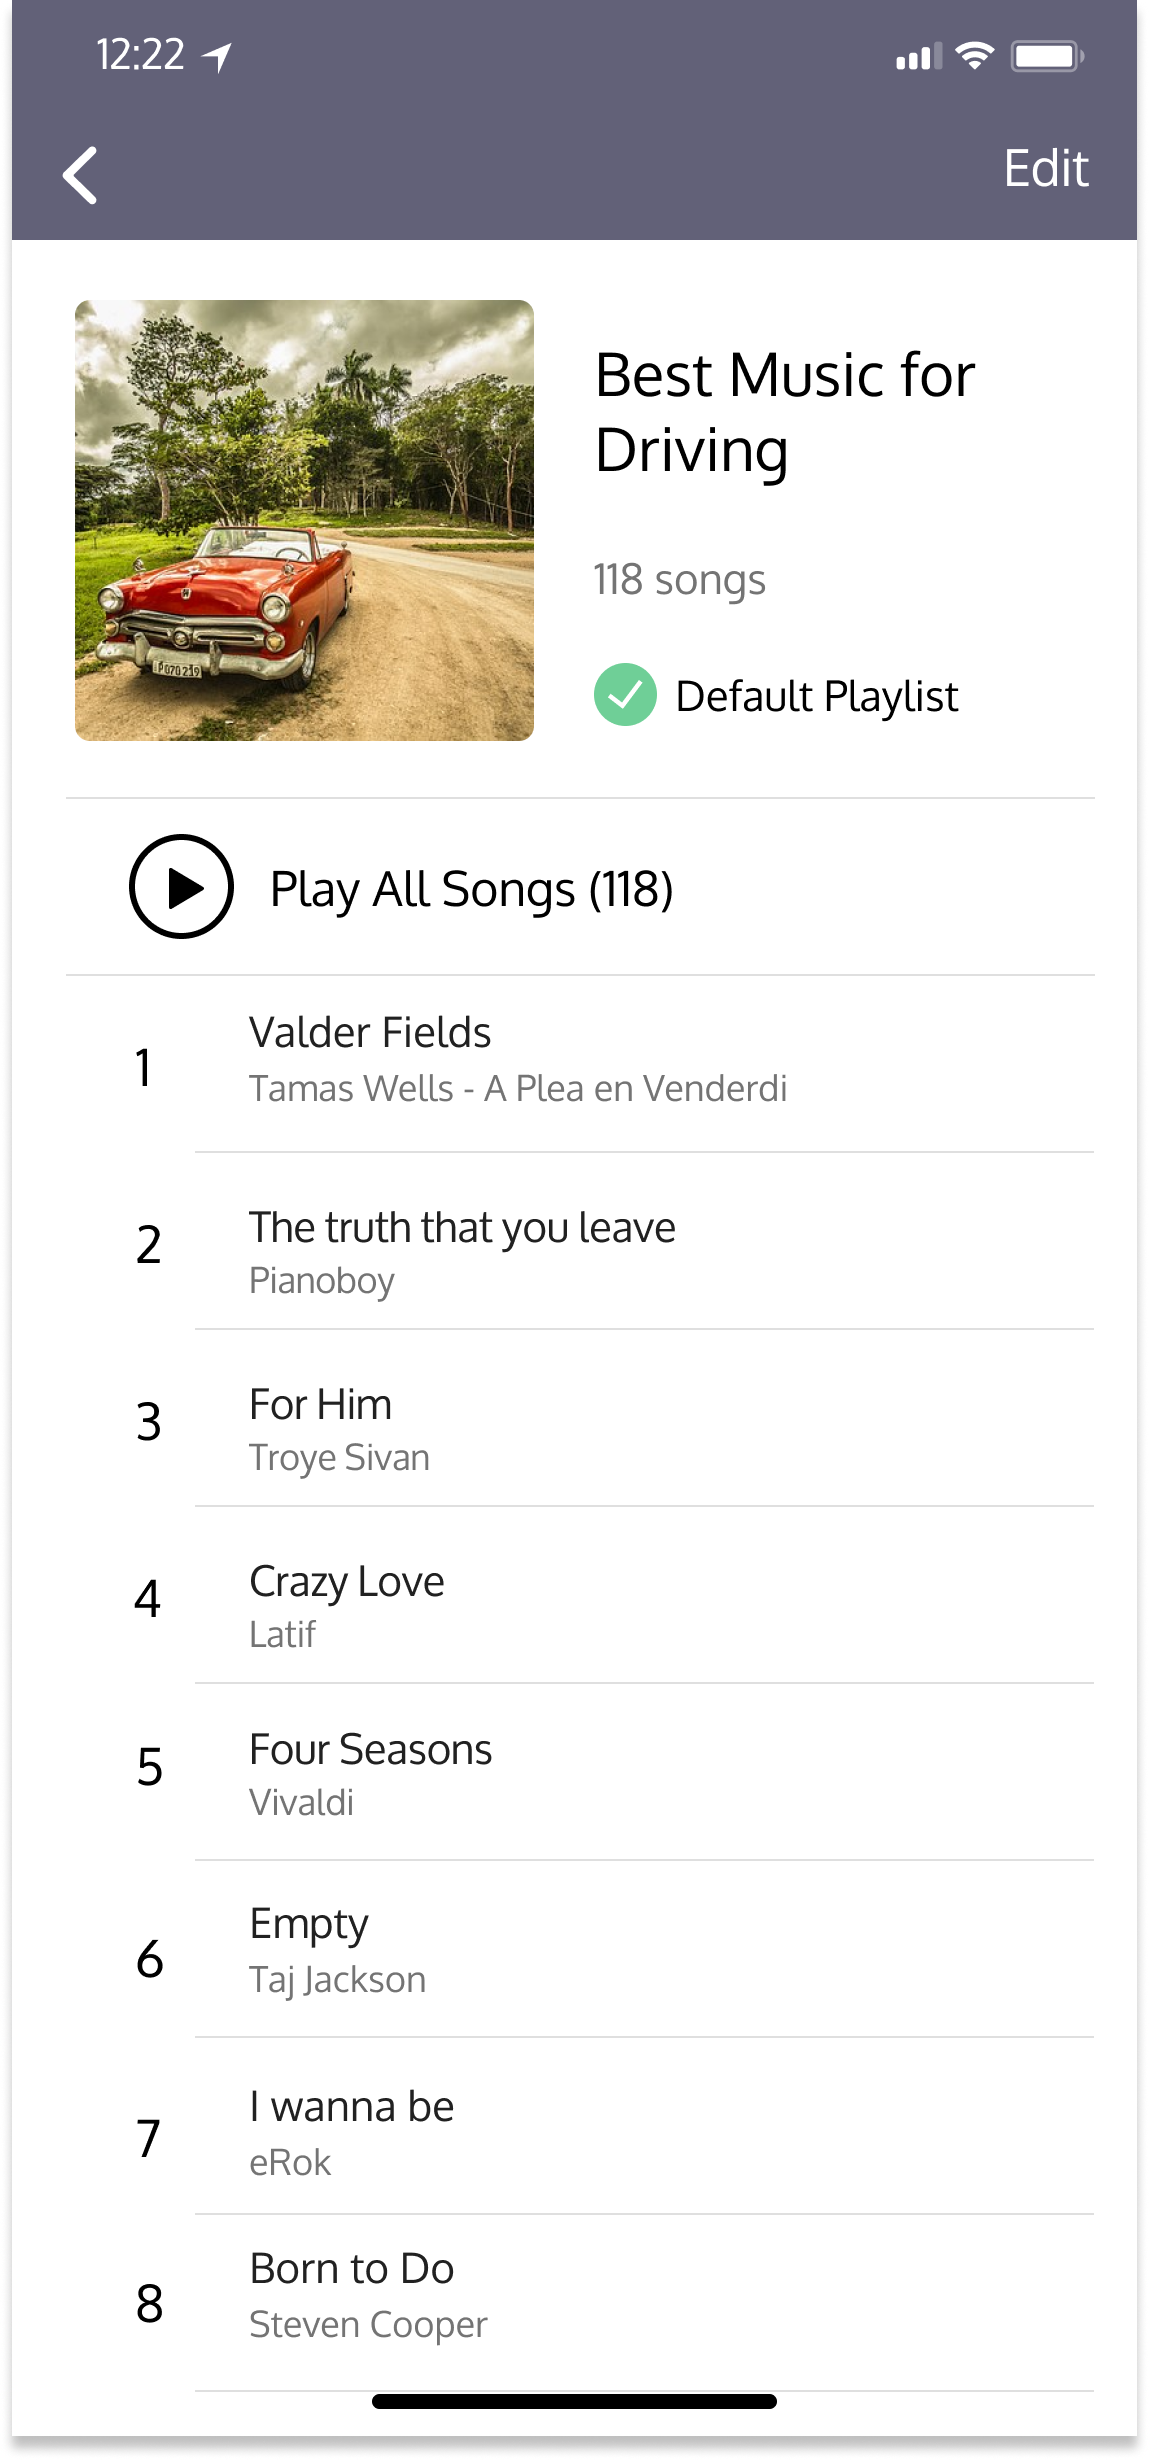 12:22
Edit
Best Music for
Driving
118 songs
Default Playlist
P070219
Play All Songs (118)
1
Valder Fields
Tamas Wells - A Plea en Venderdi
2
The truth that you leave
Pianoboy
3
For Him
Troye Sivan
4
Crazy Love
Latif
5
Four Seasons
Vivaldi
6
Empty
Taj Jackson
7
I wanna be
eRok
8
Born to Do
Steven Cooper